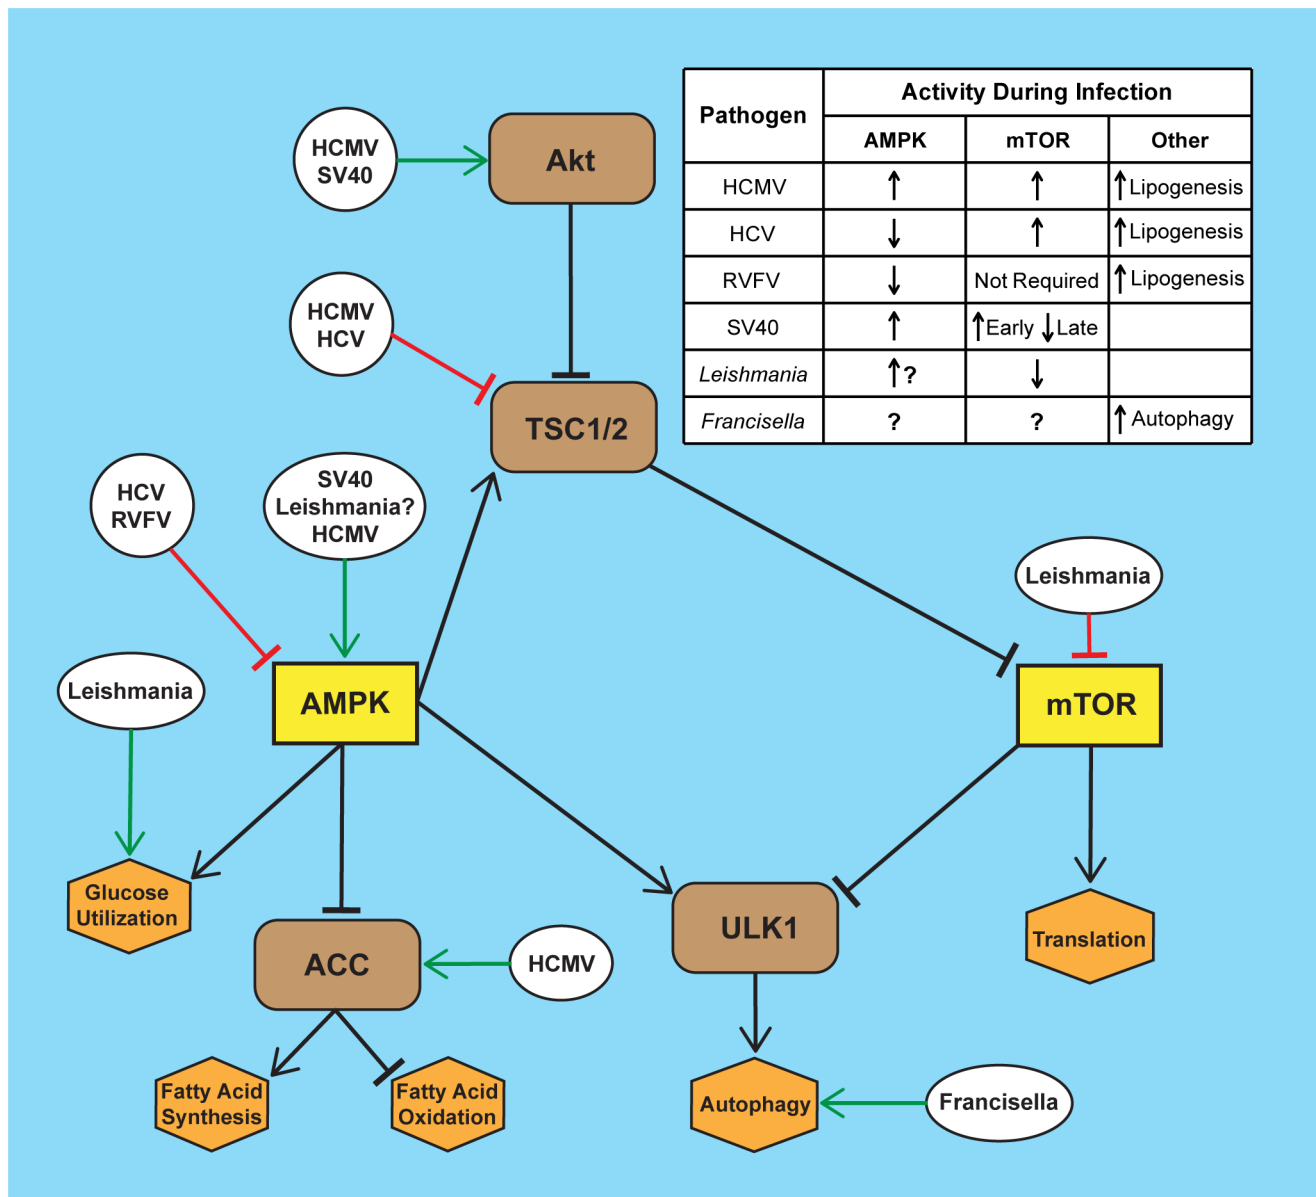 HCMV
SV40
Akt
Pathogen
Activity During Infection
AMPK
mTOR
Other
HCMV
↑
↑
↑ Lipogenesis
HCV
↓
↑
↑ Lipogenesis
RVFV
↓
Not Required
↑ Lipogenesis
SV40
↑
↑ Early ↓ Late
Leishmania
↑?
↓
Francisella
?
?
↑ Autophagy
HCMV
HCV
TSC1/2
HCV
RVFV
SV40
Leishmania?
HCMV
Leishmania
Leishmania
AMPK
mTOR
Glucose
Utilization
ACC
HCMV
ULK1
Translation
Fatty Acid
Synthesis
Fatty Acid
Oxidation
Autophagy
Francisella